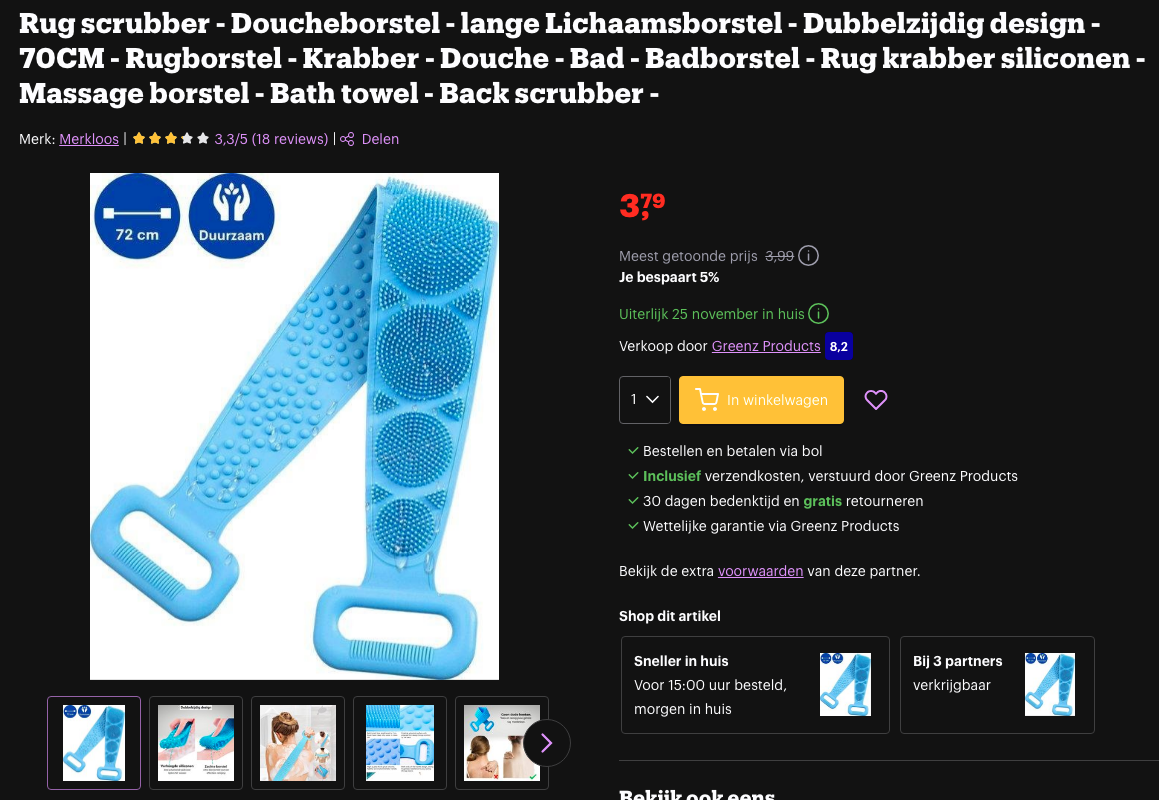 Rug scrubber - Doucheborstel - lange Lichaamsborstel - Dubbelzijdig design -
70CM - Rugborstel - Krabber - Douche - Bad - Badborstel - Rug krabber siliconen -
Massage borstel - Bath towel - Back scrubber -
Merk: Merkloos | 3,3/5 (18 reviews) | Delen
72 cm
Duurzaam
3,79
Meest getoonde prijs 3,99
Je bespaart 5%
Uiterlijk 25 november in huis
Verkoop door Greenz Products 8,2
1
In winkelwagen
Bestellen en betalen via bol
Inclusief verzendkosten, verstuurd door Greenz Products
30 dagen bedenktijd en gratis retourneren
Wettelijke garantie via Greenz Products
Bekijk de extra voorwaarden van deze partner.
Shop dit artikel
Sneller in huis
Voor 15:00 uur besteld,
morgen in huis
Bij 3 partners
verkrijgbaar
Bekijk ook eens